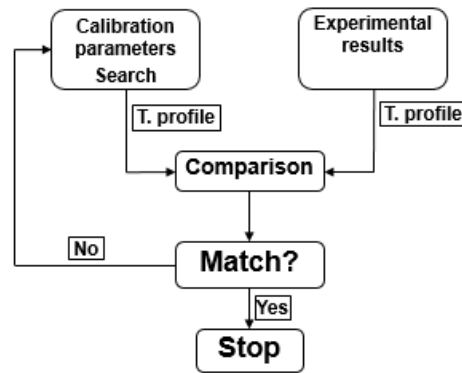 Calibration
parameters
Search
Experimental
results
T. profile
T. profile
Comparison
No
Match?
Yes
Stop